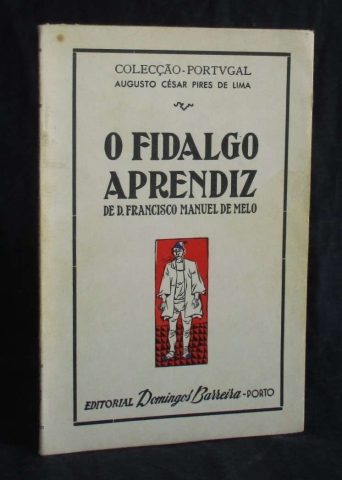 COLECÇÃO-PORTVGAL
AUGUSTO CÉSAR PIRES DE LIMA
O FIDALGO
APRENDIZ
DE D. FRANCISCO MANUEL DE MELO
EDITORIAL Domingos Barreira-PORTO